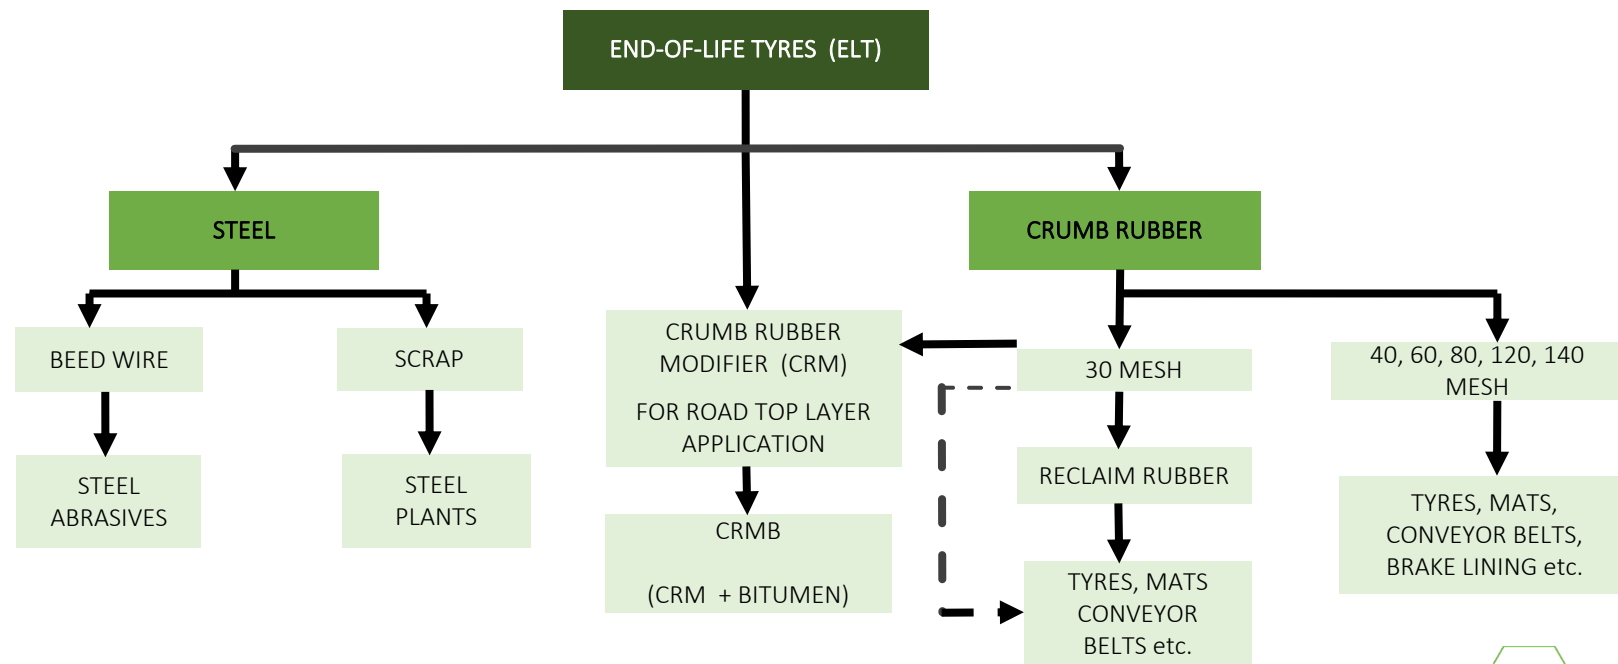 END-OF-LIFE TYRES (ELT)
STEEL
CRUMB RUBBER
BEED WIRE
SCRAP
CRUMB RUBBER
MODIFIER (CRM)
FOR ROAD TOP LAYER
APPLICATION
30 MESH
40, 60, 80, 120, 140
MESH
STEEL
ABRASIVES
STEEL
PLANTS
RECLAIM RUBBER
TYRES, MATS,
CONVEYOR BELTS,
BRAKE LINING etc.
CRMB
(CRM + BITUMEN)
TYRES, MATS
CONVEYOR
BELTS etc.